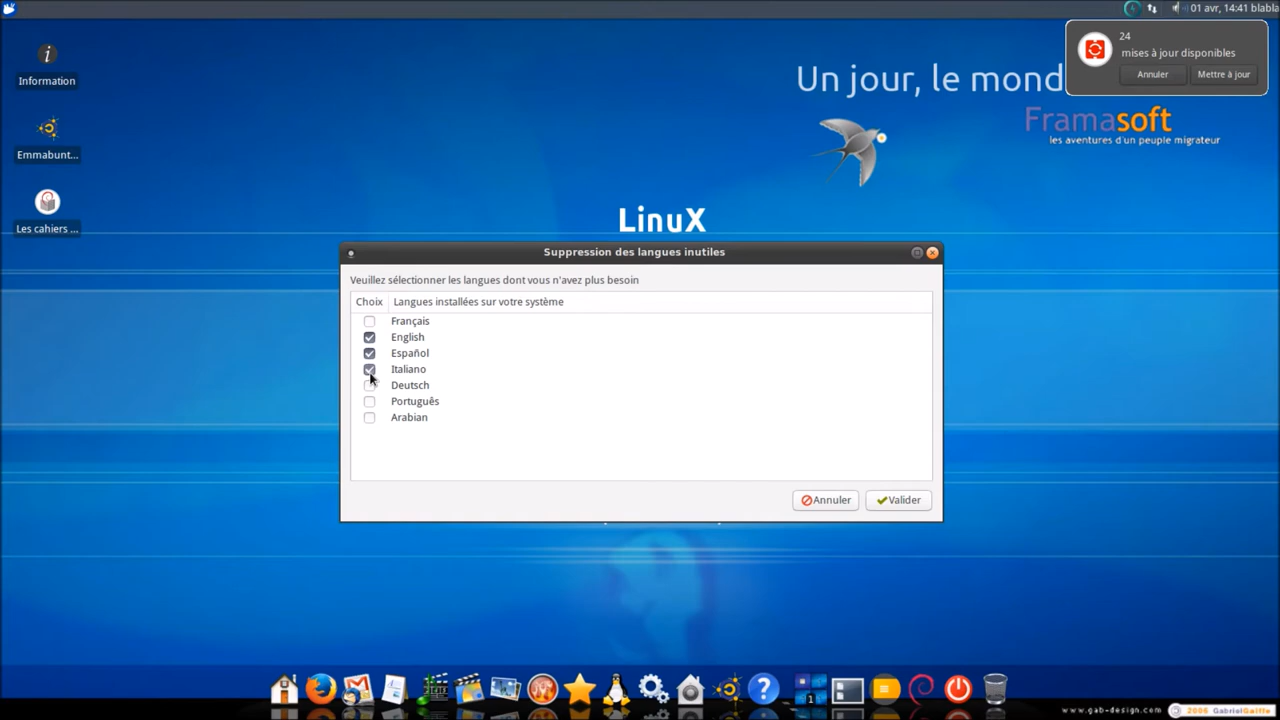 01 avr, 14:41 blabla
24
mises à jour disponibles
Annuler
Mettre à jour
Information
Emmabunt...
Les cahiers ...
Un jour, le mond
Framasoft
les aventures d'un peuple migrateur
LinuX
Suppression des langues inutiles
Veuillez sélectionner les langues dont vous n'avez plus besoin
Choix Langues installées sur votre système
Français
English
Español
Italiano
Deutsch
Português
Arabian
Annuler
Valider
1
www.gab-design.com
2006 GabrielGaiffe